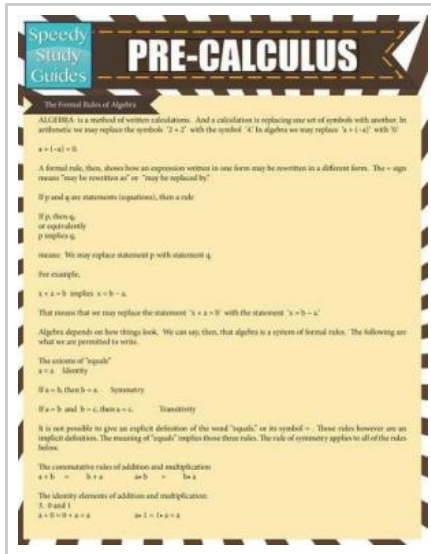 Speedy
Study
Guides
PRE-CALCULUS
The Formal Rules of Algebra
ALGEBRA is a method of written calculations. And a calculation is replacing one set of symbols with another. In
arithmetic we may replace the symbols '2 + 2' with the symbol '4.' In algebra we may replace 'a + (−a)' with '0.'
a + (−a) = 0.
A formal rule, then, shows how an expression written in one form may be rewritten in a different form. The = sign
means "may be rewritten as" or "may be replaced by."
If p and q are statements (equations), then a rule
If p, then q,
or equivalently
p implies q,
means: We may replace statement p with statement q.
For example,
x + a = b implies x = b − a.
That means that we may replace the statement 'x + a = b' with the statement 'x = b − a.'
Algebra depends on how things look. We can say, then, that algebra is a system of formal rules. The following are
what we are permitted to write.
The axioms of "equals"
a = a Identity
If a = b, then b = a. Symmetry
If a = b and b = c, then a = c. Transitivity
It is not possible to give an explicit definition of the word "equals," or its symbol = . Those rules however are an
implicit definition. The meaning of "equals" implies those three rules. The rule of symmetry applies to all of the rules
below.
The commutative rules of addition and multiplication
a + b = b + a a• b = b• a
The identity elements of addition and multiplication:
3. 0 and 1
a + 0 = 0 + a = a a• 1 = 1• a = a